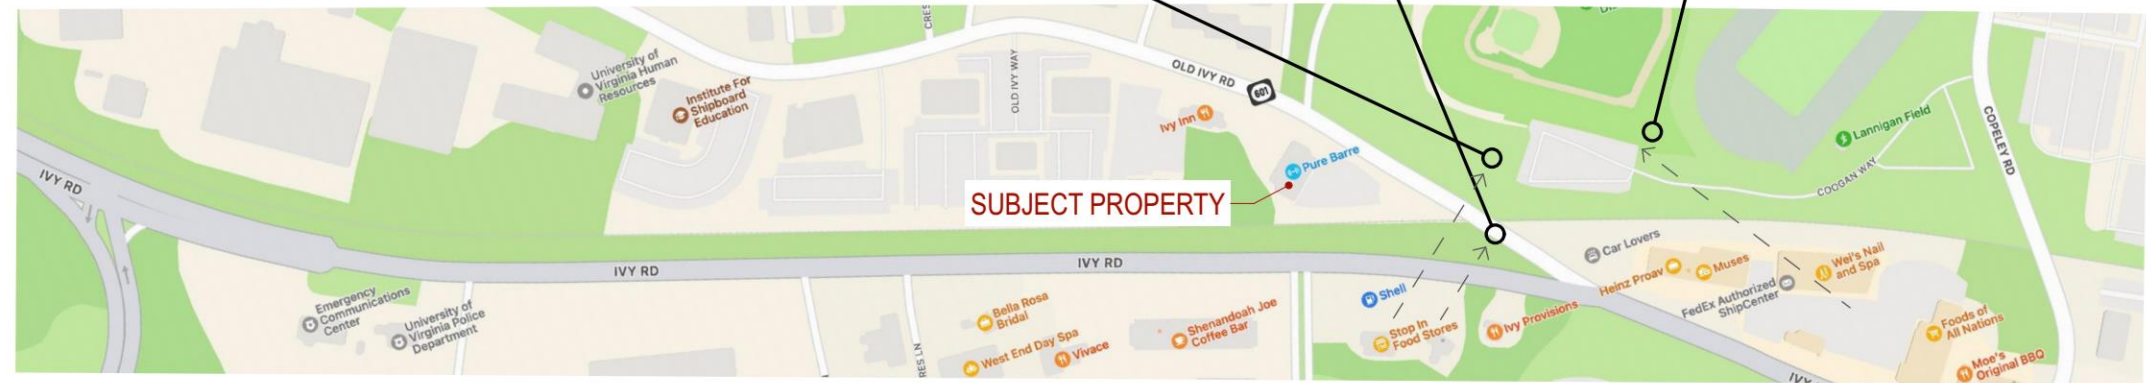 University of
Virginia Human
Resources
Institute For
Shipboard
Education
OLD IVY WAY
OLD IVY RD
601
Ivy Inn
Pure Barre
SUBJECT PROPERTY
Lannigan Field
COOGAN WAY
COPELEY RD
IVY RD
IVY RD
IVY RD
Emergency
Communications
Center
University of
Virginia Police
Department
RES LN
Bella Rosa
Bridal
West End Day Spa
Vivace
Shenandoah Joe
Coffee Bar
Shell
Stop In
Food Stores
Ivy Provisions
Car Lovers
Heinz Proav
Muses
Wei's Nail
and Spa
FedEx Authorized
ShipCenter
Foods of
All Nations
Moe's
Original BBQ
IVY
CRES